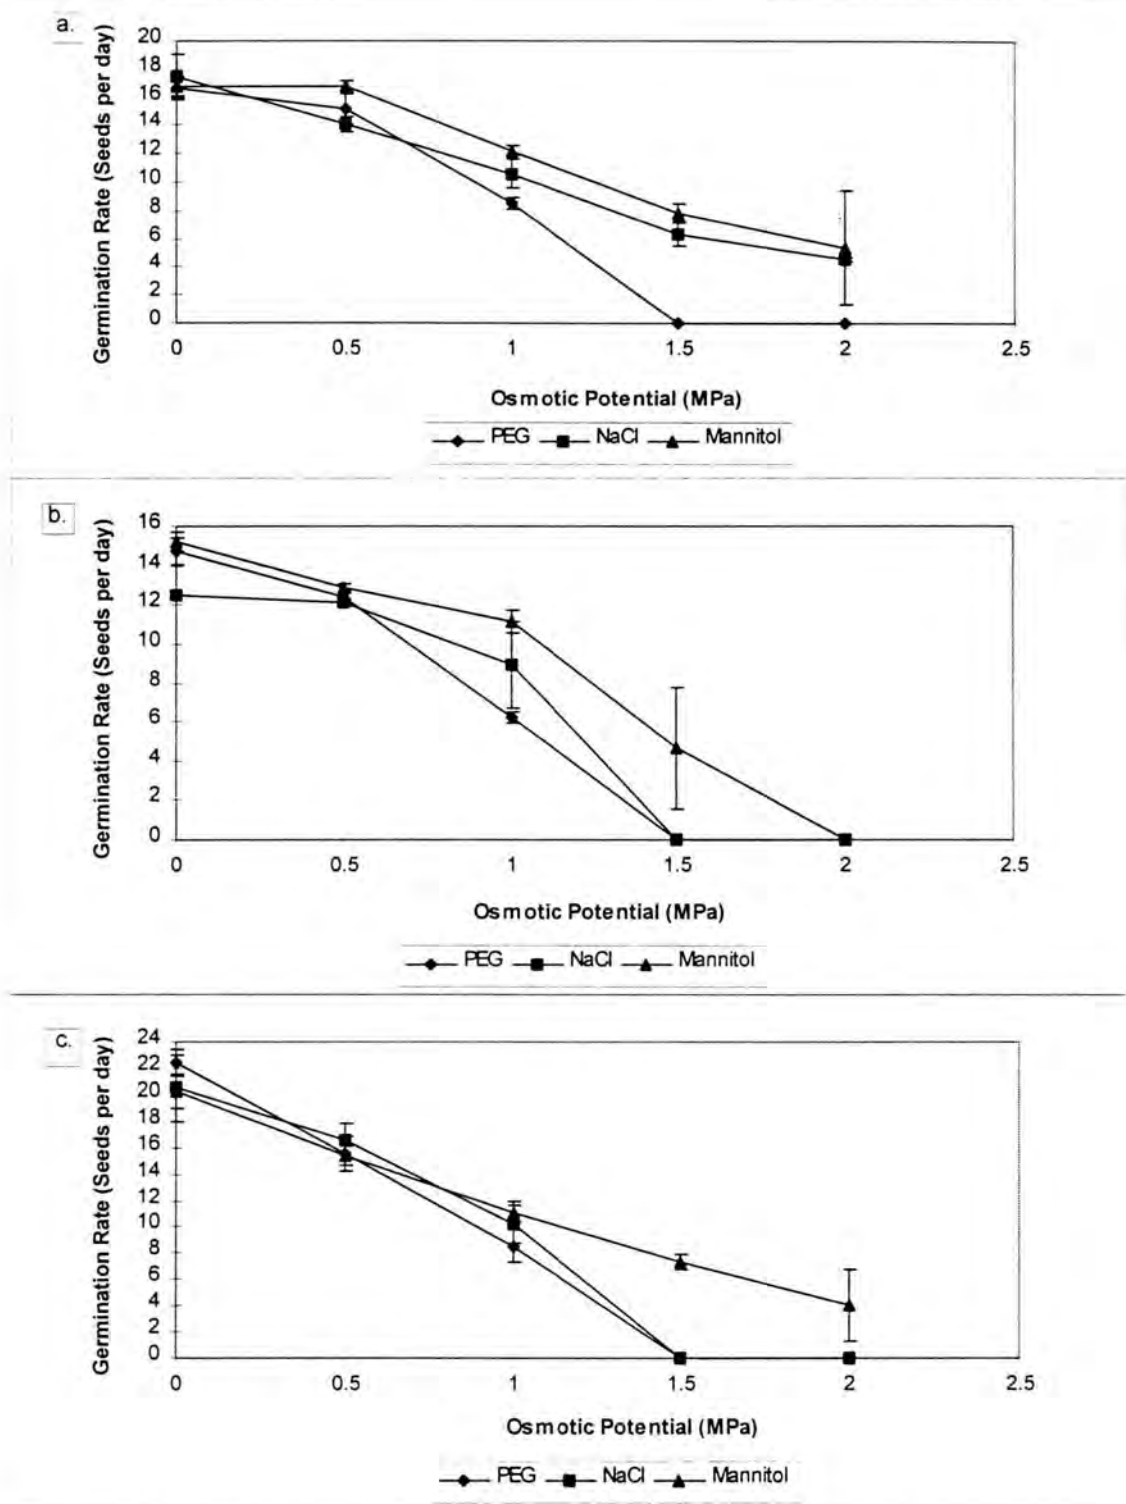 a.
Germination Rate (Seeds per day)
20
18
16
14
12
10
8
6
4
2
0
0 0.5 1 1.5 2 2.5
Osmotic Potential (MPa)
PEG NaCl Mannitol
b.
Germination Rate (Seeds per day)
16
14
12
10
8
6
4
2
0
0 0.5 1 1.5 2 2.5
Osmotic Potential (MPa)
PEG NaCl Mannitol
c.
Germination Rate (Seeds per day)
24
22
20
18
16
14
12
10
8
6
4
2
0
0 0.5 1 1.5 2 2.5
Osmotic Potential (MPa)
PEG NaCl Mannitol